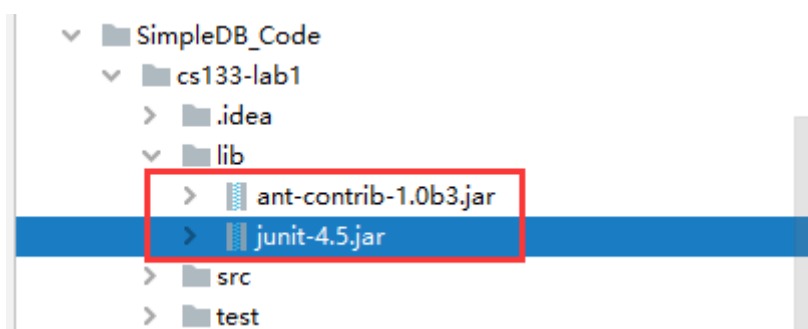 SimpleDB_Code
cs133-lab1
.idea
lib
ant-contrib-1.0b3.jar
junit-4.5.jar
src
test